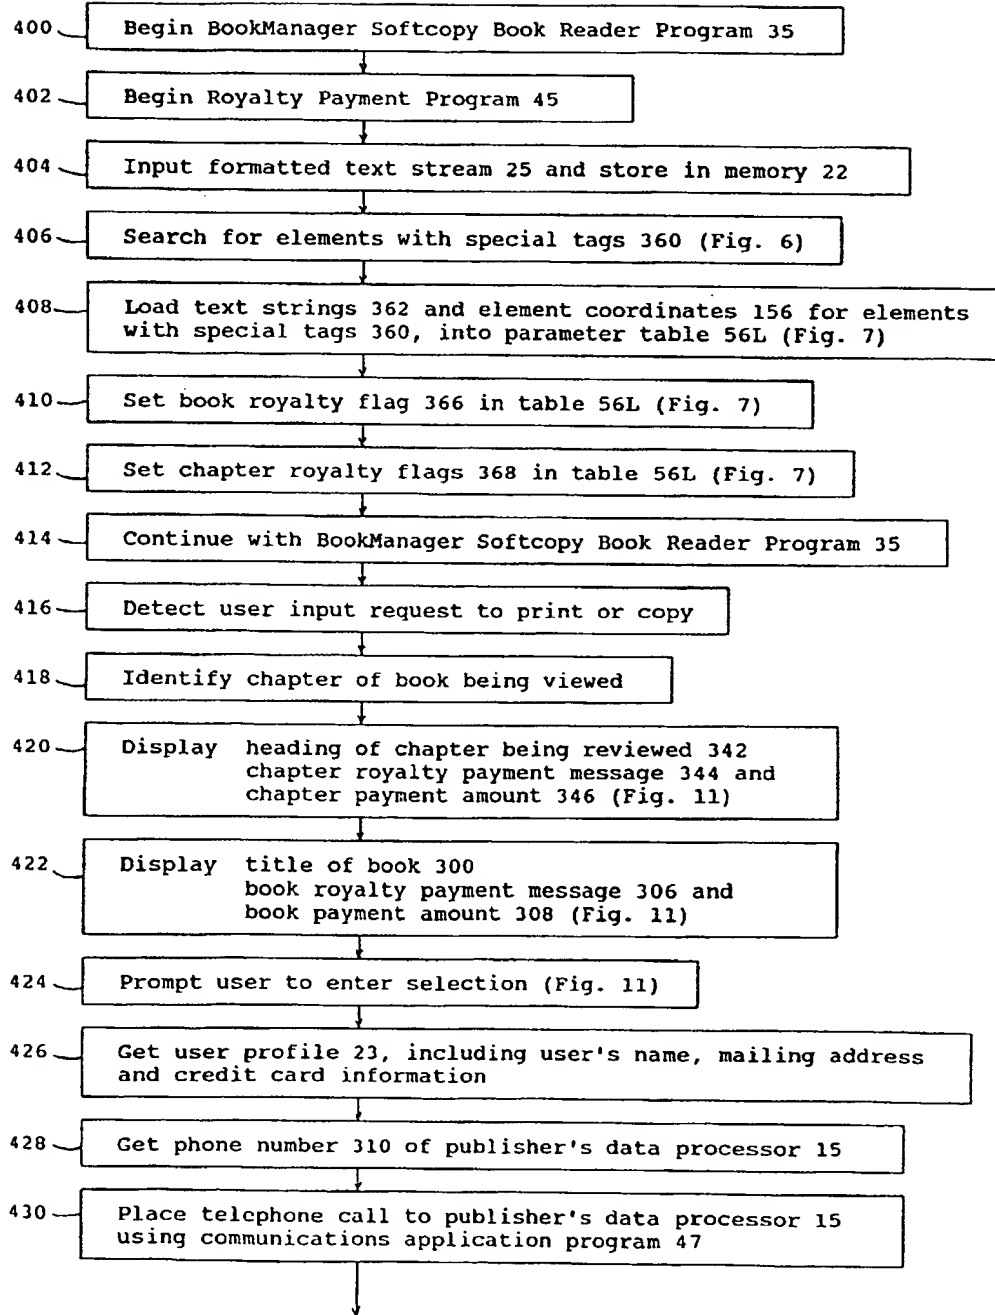 400 Begin BookManager Softcopy Book Reader Program 35
402 Begin Royalty Payment Program 45
404 Input formatted text stream 25 and store in memory 22
406 Search for elements with special tags 360 (Fig. 6)
408 Load text strings 362 and element coordinates 156 for elements
with special tags 360, into parameter table 56L (Fig. 7)
410 Set book royalty flag 366 in table 56L (Fig. 7)
412 Set chapter royalty flags 368 in table 56L (Fig. 7)
414 Continue with BookManager Softcopy Book Reader Program 35
416 Detect user input request to print or copy
418 Identify chapter of book being viewed
420 Display heading of chapter being reviewed 342
chapter royalty payment message 344 and
chapter payment amount 346 (Fig. 11)
422 Display title of book 300
book royalty payment message 306 and
book payment amount 308 (Fig. 11)
424 Prompt user to enter selection (Fig. 11)
426 Get user profile 23, including user's name, mailing address
and credit card information
428 Get phone number 310 of publisher's data processor 15
430 Place telephone call to publisher's data processor 15
using communications application program 47